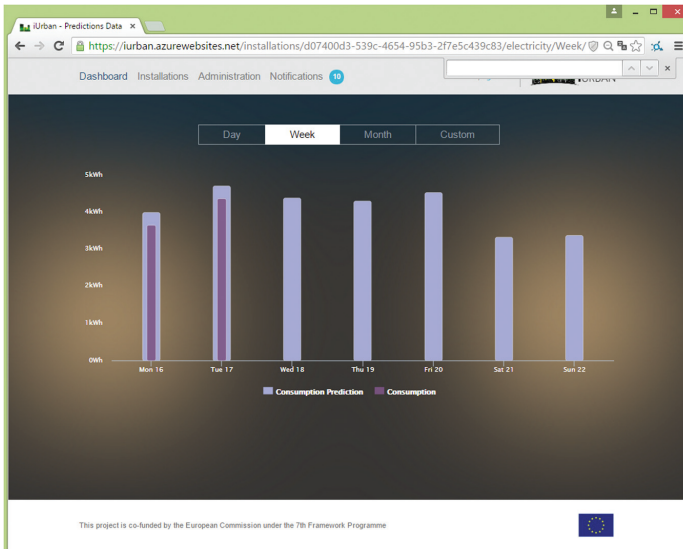 iUrban - Predictions Data
https://iurban.azurewebsites.net/installations/d07400d3-539c-4654-95b3-2f7e5c439c83/electricity/Week/
Dashboard Installations Administration Notifications 10
Day Week Month Custom
5kWh
4kWh
3kWh
2kWh
1kWh
0Wh
Mon 16 Tue 17 Wed 18 Thu 19 Fri 20 Sat 21 Sun 22
Consumption Prediction Consumption
This project is co-funded by the European Commission under the 7th Framework Programme